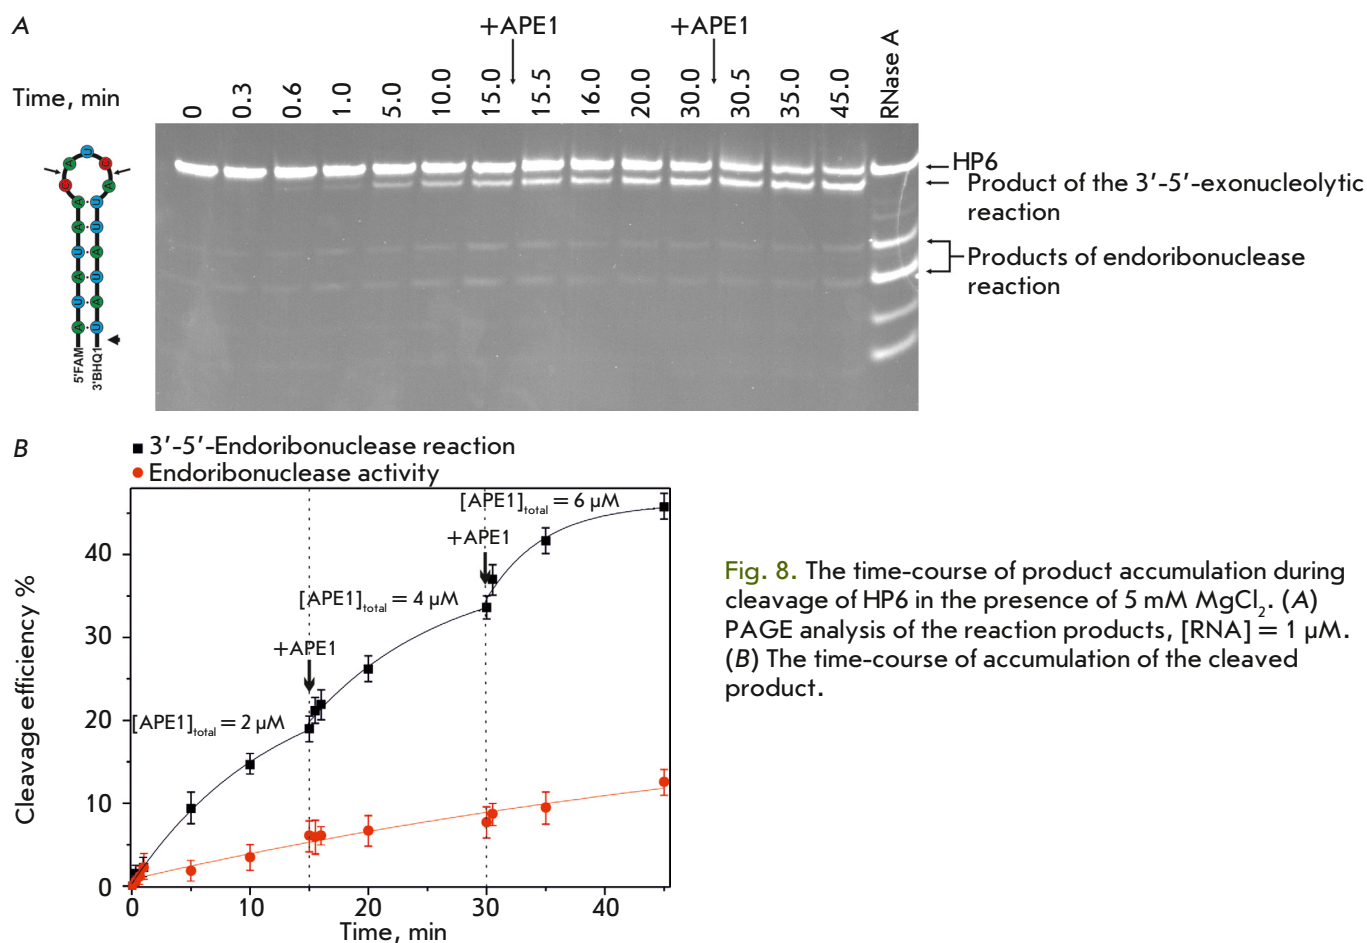 A
+APE1 +APE1
Time, min 0 0.3 0.6 1.0 5.0 10.0 15.0 15.5 16.0 20.0 30.0 30.5 35.0 45.0 RNase A
HP6
Product of the 3′-5′-exonucleolytic
reaction
Products of endoribonuclease
reaction
C A U C A
A U
A U
U A
A U
U A
A U
5'FAM
3'BHQ1
B
3′-5′-Endoribonuclease reaction
Endoribonuclease activity
[APE1]total = 6 µM
+APE1
[APE1]total = 4 µM
+APE1
[APE1]total = 2 µM
Cleavage efficiency %
40
30
20
10
0
0 10 20 30 40
Time, min
Fig. 8. The time-course of product accumulation during
cleavage of HP6 in the presence of 5 mM MgCl2. (A)
PAGE analysis of the reaction products, [RNA] = 1 µM.
(B) The time-course of accumulation of the cleaved
product.